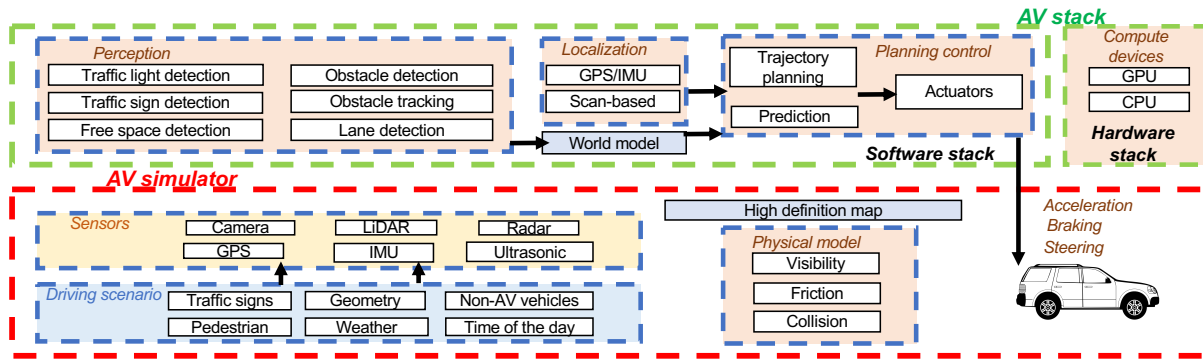 AV stack
Perception
Traffic light detection
Obstacle detection
Traffic sign detection
Obstacle tracking
Free space detection
Lane detection
Localization
GPS/IMU
Scan-based
World model
Planning control
Trajectory
planning
Prediction
Actuators
Software stack
Compute
devices
GPU
CPU
Hardware
stack
AV simulator
Sensors
Camera
LiDAR
Radar
GPS
IMU
Ultrasonic
Driving scenario
Traffic signs
Geometry
Non-AV vehicles
Pedestrian
Weather
Time of the day
High definition map
Physical model
Visibility
Friction
Collision
Acceleration
Braking
Steering